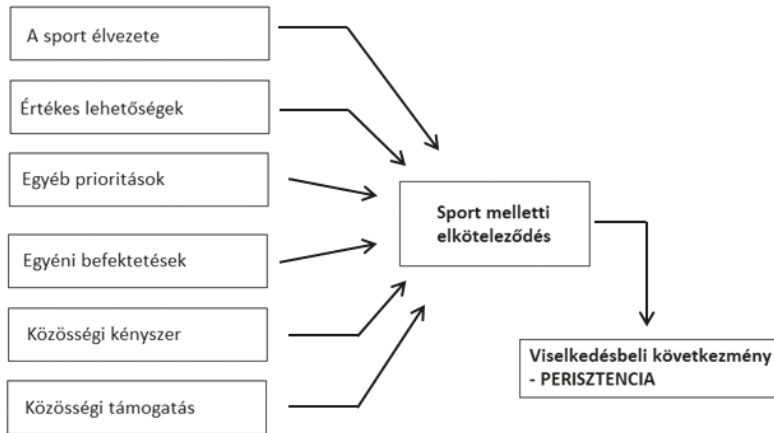 A sport élvezete
Értékes lehetőségek
Egyéb prioritások
Egyéni befektetések
Közösségi kényszer
Közösségi támogatás
Sport melletti
elköteleződés
Viselkedésbeli következmény
- PERISZTENCIA